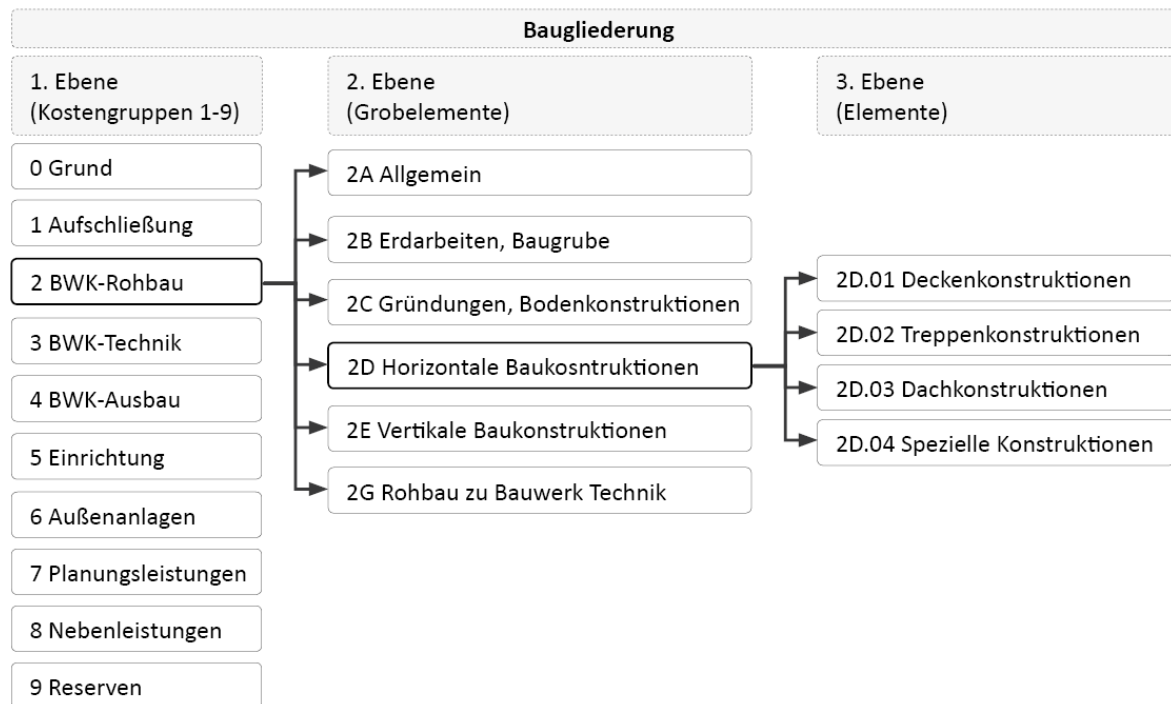 Baugliederung
1. Ebene
(Kostengruppen 1-9)
2. Ebene
(Grobelemente)
3. Ebene
(Elemente)
0 Grund
1 Aufschließung
2 BWK-Rohbau
3 BWK-Technik
4 BWK-Ausbau
5 Einrichtung
6 Außenanlagen
7 Planungsleistungen
8 Nebenleistungen
9 Reserven
2A Allgemein
2B Erdarbeiten, Baugrube
2C Gründungen, Bodenkonstruktionen
2D Horizontale Baukosntruktionen
2E Vertikale Baukonstruktionen
2G Rohbau zu Bauwerk Technik
2D.01 Deckenkonstruktionen
2D.02 Treppenkonstruktionen
2D.03 Dachkonstruktionen
2D.04 Spezielle Konstruktionen